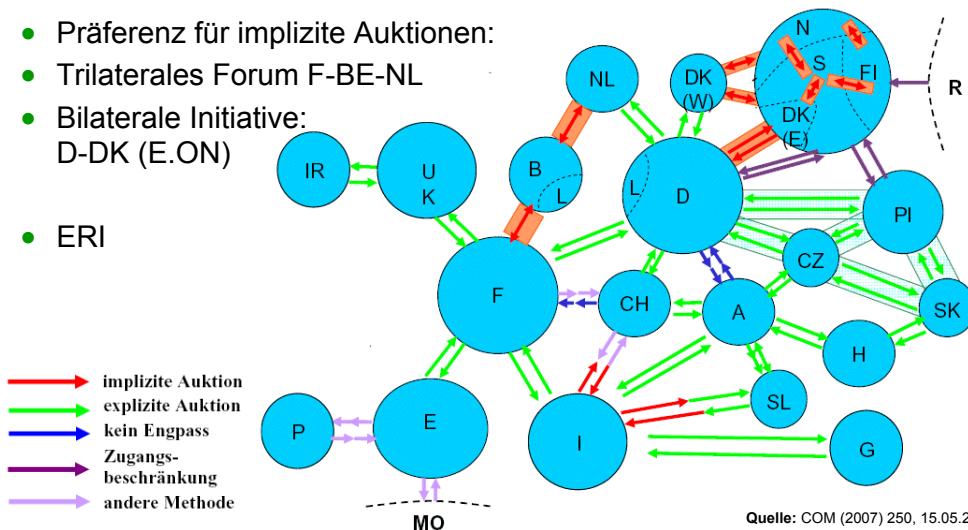 Präferenz für implizite Auktionen:
Trilaterales Forum F-BE-NL
Bilaterale Initiative:
D-DK (E.ON)
ERI
N
S
FI
R
NL
DK
(W)
DK
(E)
IR
U
K
B
L
L
D
PI
CZ
F
CH
A
SK
H
SL
P
E
I
G
MO
implizite Auktion
explizite Auktion
kein Engpass
Zugangs-
beschränkung
andere Methode
Quelle: COM (2007) 250, 15.05.2